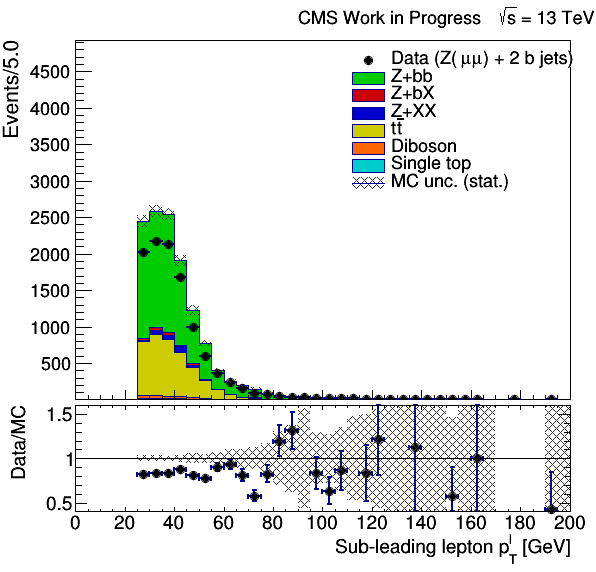 CMS Work in Progress √s = 13 TeV
Events/5.0
4500
4000
3500
3000
2500
2000
1500
1000
500
Data (Z(μμ) + 2 b jets)
Z+bb
Z+bX
Z+XX
tt̅
Diboson
Single top
MC unc. (stat.)
Data/MC
1.5
1
0.5
0 20 40 60 80 100 120 140 160 180 200
Sub-leading lepton p_T^l [GeV]